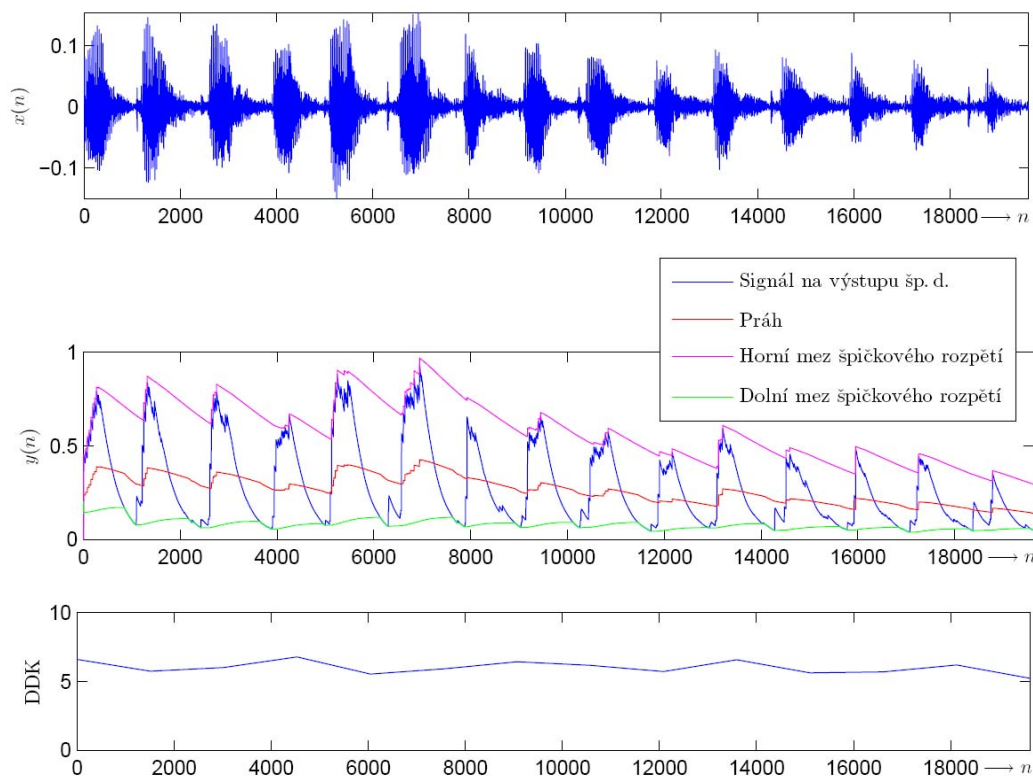 x(n)
0.1
0
−0.1
0 2000 4000 6000 8000 10000 12000 14000 16000 18000 → n
Signál na výstupu šp. d.
Práh
Horní mez špičkového rozpětí
Dolní mez špičkového rozpětí
y(n)
1
0.5
0
0 2000 4000 6000 8000 10000 12000 14000 16000 18000 → n
DDK
10
5
0
0 2000 4000 6000 8000 10000 12000 14000 16000 18000 → n